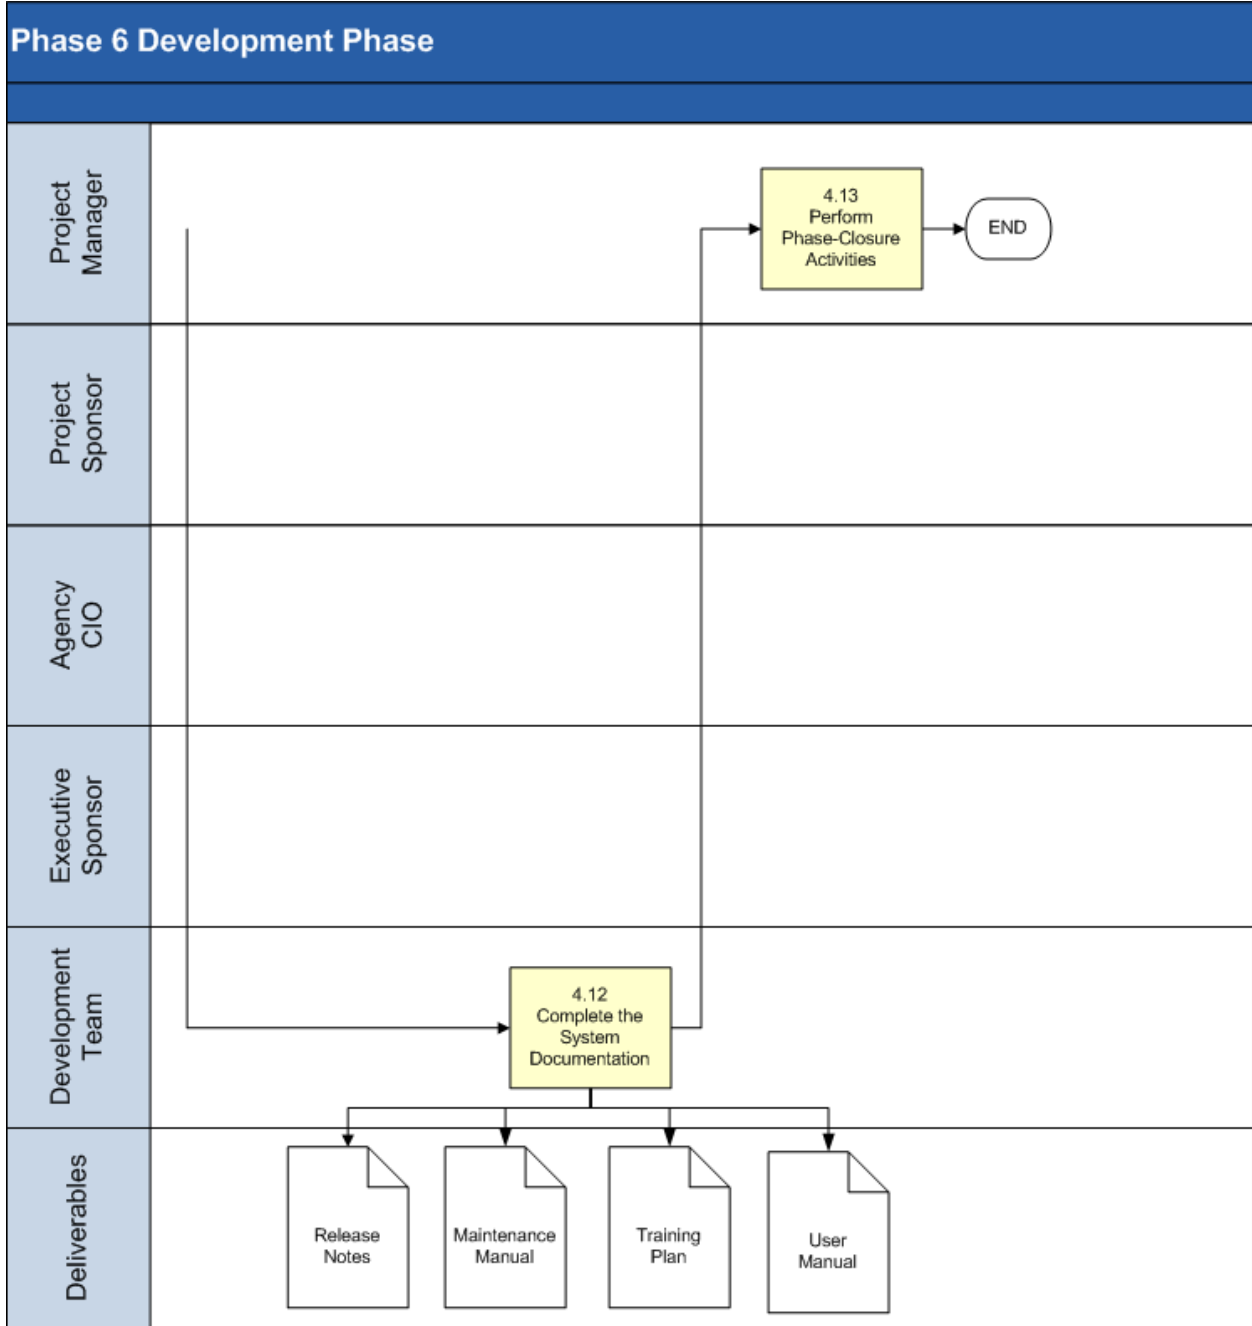 Phase 6 Development Phase
Project
Manager
4.13
Perform
Phase-Closure
Activities
END
Project
Sponsor
Agency
CIO
Executive
Sponsor
Development
Team
4.12
Complete the
System
Documentation
Deliverables
Release
Notes
Maintenance
Manual
Training
Plan
User
Manual